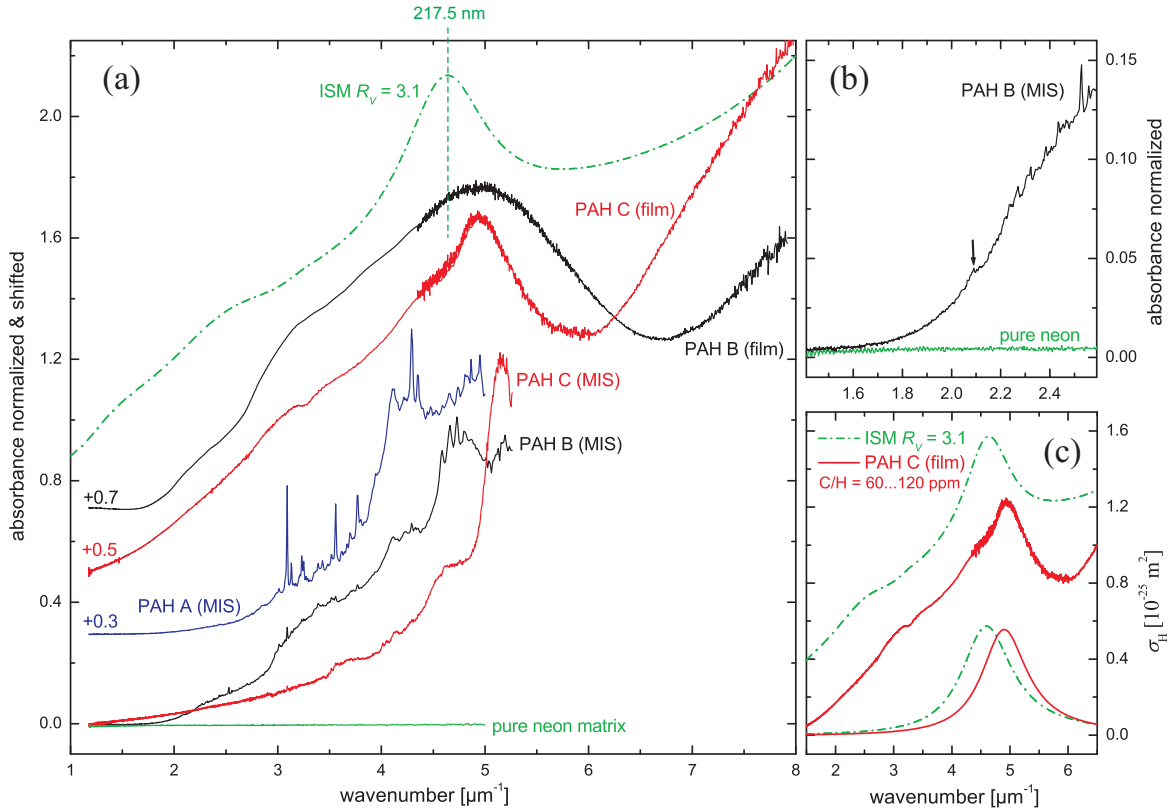 217.5 nm
(a)
ISM RV = 3.1
PAH C (film)
PAH B (film)
PAH C (MIS)
PAH B (MIS)
PAH A (MIS)
+0.7
+0.5
+0.3
pure neon matrix
absorbance normalized & shifted
2.0
1.6
1.2
0.8
0.4
0.0
1 2 3 4 5 6 7 8
wavenumber [µm⁻¹]
(b)
PAH B (MIS)
pure neon
0.15
0.10
0.05
0.00
absorbance normalized
1.6 1.8 2.0 2.2 2.4
(c)
ISM RV = 3.1
PAH C (film)
C/H = 60...120 ppm
1.6
1.2
0.8
0.4
0.0
σH [10⁻²⁵ m²]
2 3 4 5 6
wavenumber [µm⁻¹]